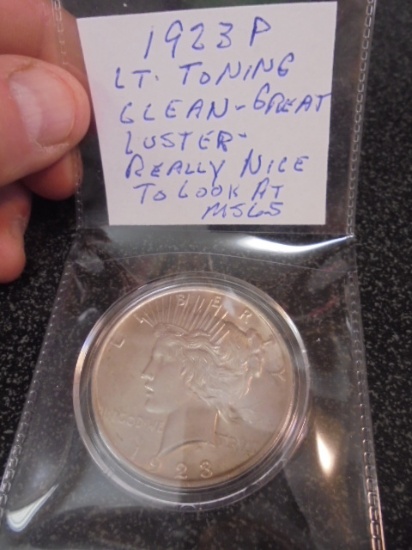 1923 P
LT. TONING
CLEAN - GREAT
LUSTER -
REALLY NICE
TO LOOK AT
MS65
LIBERTY
1923